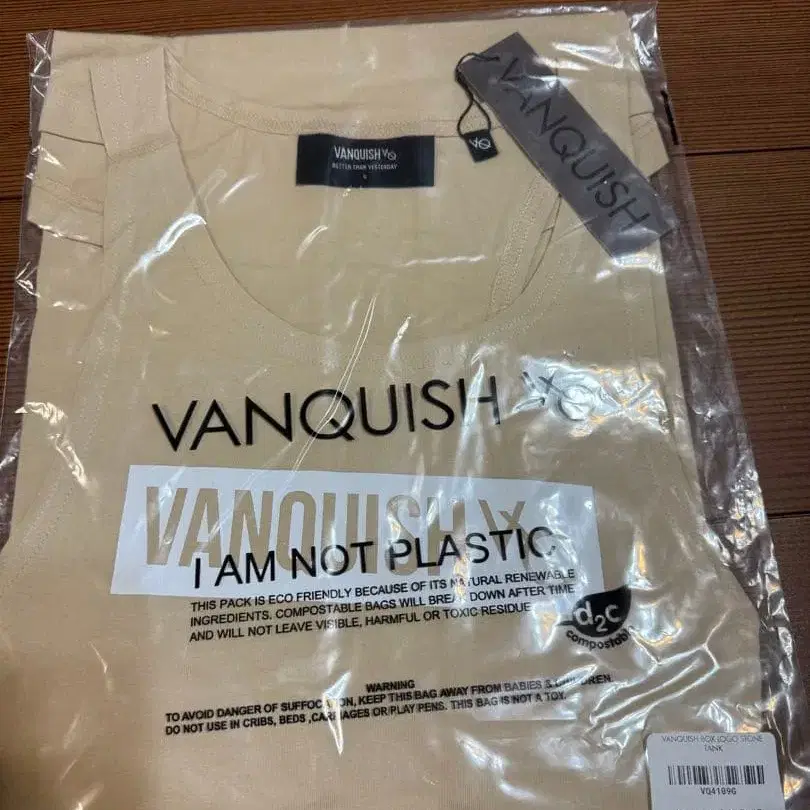 VANQUISH VQ
BETTER THAN YESTERDAY
VANQUISH
VQ
VANQUISH VQ
VANQUISH
I AM NOT PLASTIC
THIS PACK IS ECO FRIENDLY BECAUSE OF ITS NATURAL RENEWABLE
INGREDIENTS. COMPOSTABLE BAGS WILL BREAK DOWN AFTER TIME
AND WILL NOT LEAVE VISIBLE, HARMFUL OR TOXIC RESIDUE
d2c
compostable
WARNING
TO AVOID DANGER OF SUFFOCATION, KEEP THIS BAG AWAY FROM BABIES & CHILDREN
DO NOT USE IN CRIBS, BEDS ,CARRIAGES OR PLAY PENS. THIS BAG IS NOT A TOY.
VANQUISH BOX LOGO STONE
TANK
VQ4189G